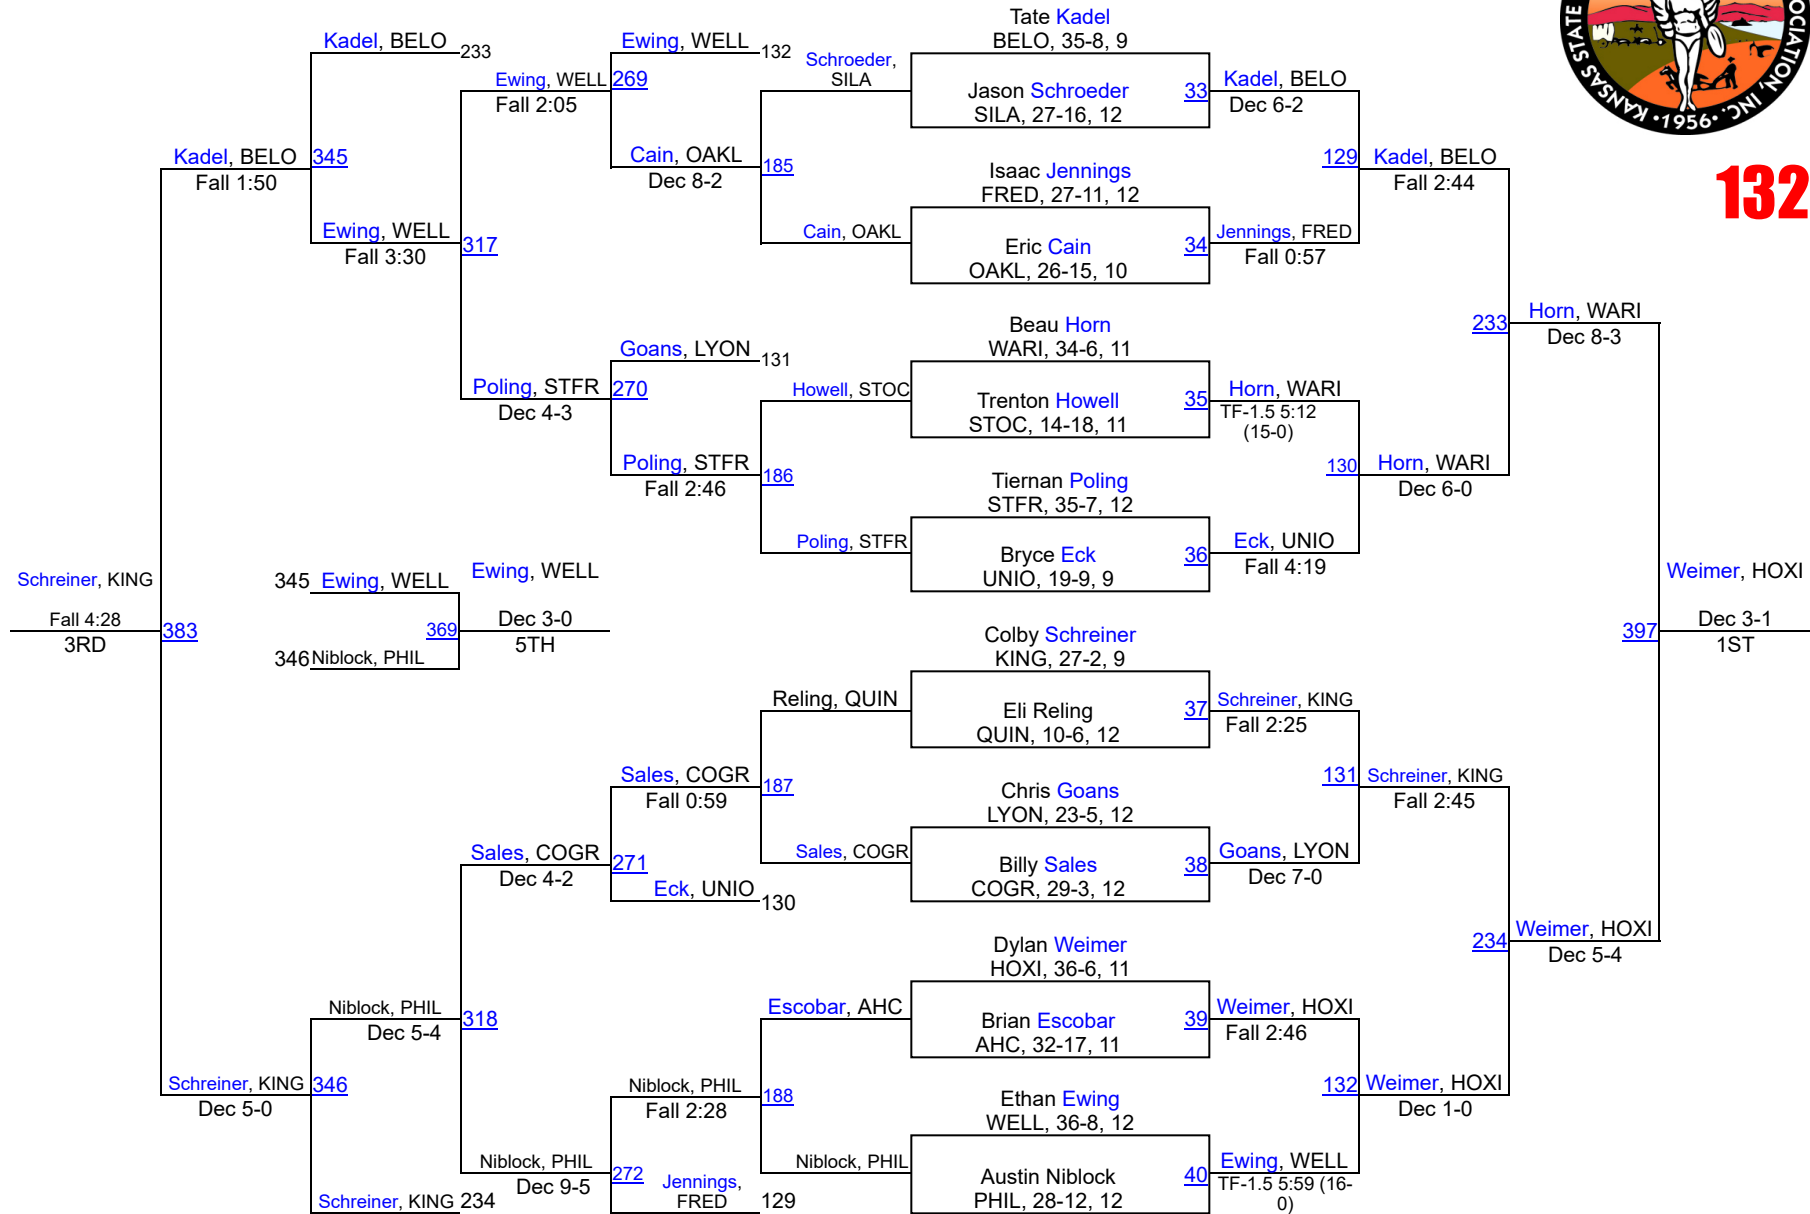 KANSAS STATE
OCIATION, INC.
•1956•
132
Tate Kadel
BELO, 35-8, 9
Jason Schroeder
SILA, 27-16, 12
33
Isaac Jennings
FRED, 27-11, 12
Eric Cain
OAKL, 26-15, 10
34
Beau Horn
WARI, 34-6, 11
Trenton Howell
STOC, 14-18, 11
35
Tiernan Poling
STFR, 35-7, 12
Bryce Eck
UNIO, 19-9, 9
36
Colby Schreiner
KING, 27-2, 9
Eli Reling
QUIN, 10-6, 12
37
Chris Goans
LYON, 23-5, 12
Billy Sales
COGR, 29-3, 12
38
Dylan Weimer
HOXI, 36-6, 11
Brian Escobar
AHC, 32-17, 11
39
Ethan Ewing
WELL, 36-8, 12
Austin Niblock
PHIL, 28-12, 12
40
Kadel, BELO
Dec 6-2
Jennings, FRED
Fall 0:57
Horn, WARI
TF-1.5 5:12
(15-0)
Eck, UNIO
Fall 4:19
Schreiner, KING
Fall 2:25
Goans, LYON
Dec 7-0
Weimer, HOXI
Fall 2:46
Ewing, WELL
TF-1.5 5:59 (16-
0)
129
Kadel, BELO
Fall 2:44
130
Horn, WARI
Dec 6-0
131
Schreiner, KING
Fall 2:45
132
Weimer, HOXI
Dec 1-0
233
Horn, WARI
Dec 8-3
234
Weimer, HOXI
Dec 5-4
Weimer, HOXI
397
Dec 3-1
1ST
Schroeder,
SILA
Cain, OAKL
Howell, STOC
Poling, STFR
Reling, QUIN
Sales, COGR
Escobar, AHC
Niblock, PHIL
Ewing, WELL
132
Cain, OAKL
185
Dec 8-2
Goans, LYON
131
Poling, STFR
186
Fall 2:46
Sales, COGR
187
Fall 0:59
Eck, UNIO
130
Niblock, PHIL
188
Fall 2:28
Jennings,
FRED
129
Ewing, WELL
269
Fall 2:05
Poling, STFR
270
Dec 4-3
Sales, COGR
271
Dec 4-2
Niblock, PHIL
272
Dec 9-5
Kadel, BELO
233
Ewing, WELL
317
Fall 3:30
Niblock, PHIL
318
Dec 5-4
Schreiner, KING
234
Kadel, BELO
345
Fall 1:50
Schreiner, KING
346
Dec 5-0
Schreiner, KING
Fall 4:28
383
3RD
345
Ewing, WELL
346
Niblock, PHIL
Ewing, WELL
369
Dec 3-0
5TH